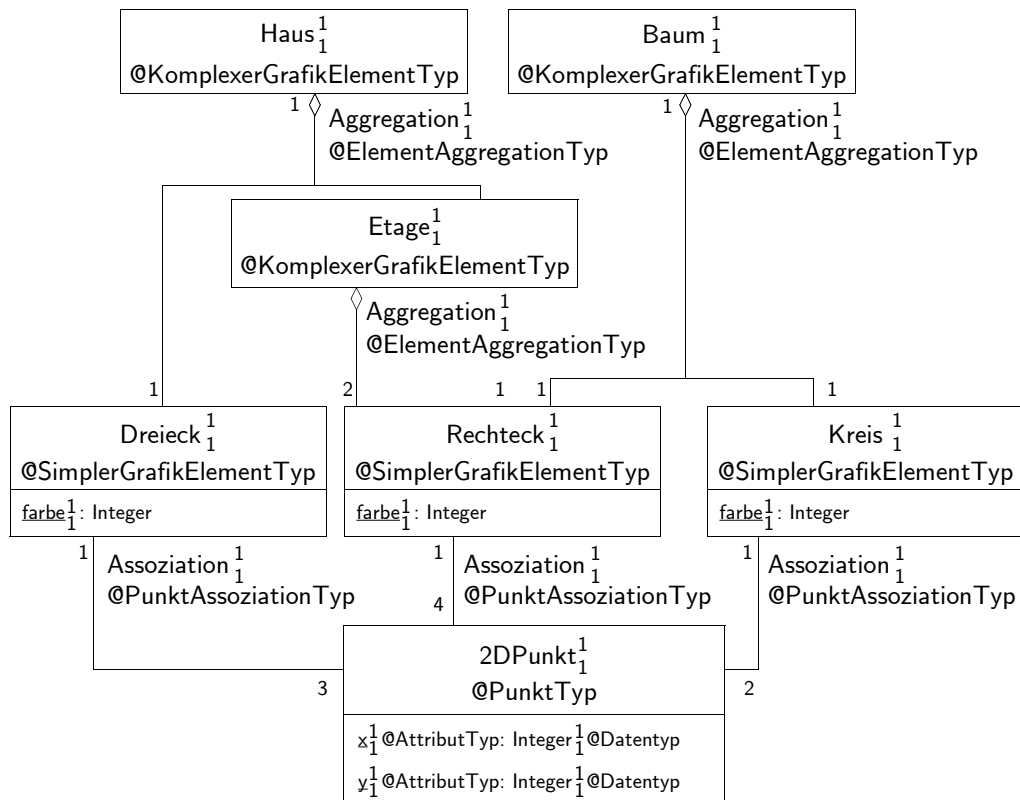 Haus 1 1
@KomplexerGrafikElementTyp
Baum 1 1
@KomplexerGrafikElementTyp
1
Aggregation 1 1
@ElementAggregationTyp
1
Aggregation 1 1
@ElementAggregationTyp
Etage 1 1
@KomplexerGrafikElementTyp
Aggregation 1 1
@ElementAggregationTyp
1
2
1
1
1
Dreieck 1 1
@SimplerGrafikElementTyp
farbe 1 1 : Integer
Rechteck 1 1
@SimplerGrafikElementTyp
farbe 1 1 : Integer
Kreis 1 1
@SimplerGrafikElementTyp
farbe 1 1 : Integer
1
Assoziation 1 1
@PunktAssoziationTyp
3
1
Assoziation 1 1
@PunktAssoziationTyp
4
1
Assoziation 1 1
@PunktAssoziationTyp
2
2DPunkt 1 1
@PunktTyp
x 1 1 @AttributTyp: Integer 1 1 @Datentyp
y 1 1 @AttributTyp: Integer 1 1 @Datentyp